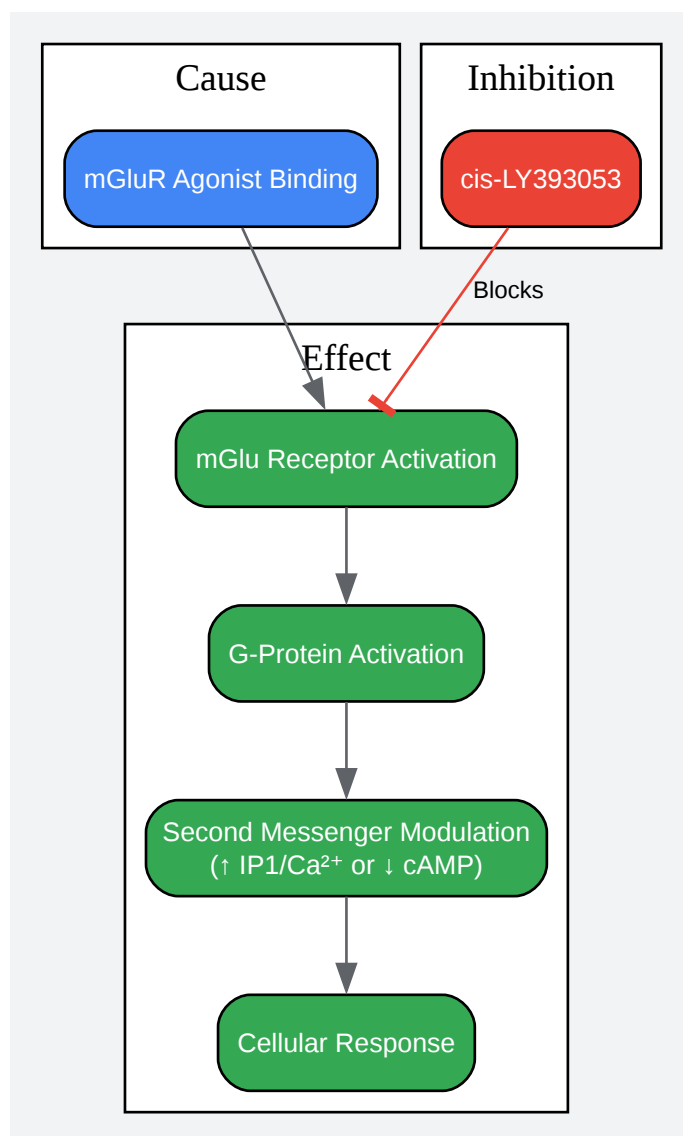 Cause
Inhibition
mGluR Agonist Binding
cis-LY393053
Blocks
Effect
mGlu Receptor Activation
G-Protein Activation
Second Messenger Modulation
(↑ IP1/Ca²⁺ or ↓ cAMP)
Cellular Response